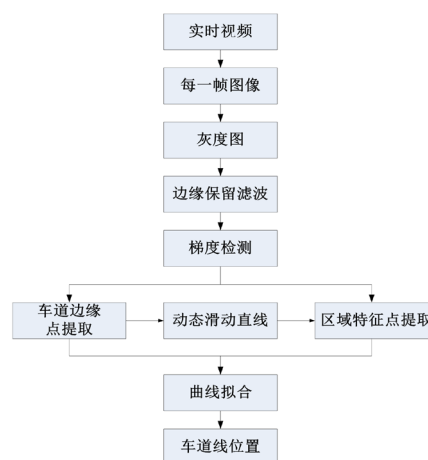 实时视频
每一帧图像
灰度图
边缘保留滤波
梯度检测
车道边缘
点提取
动态滑动直线
区域特征点提取
曲线拟合
车道线位置